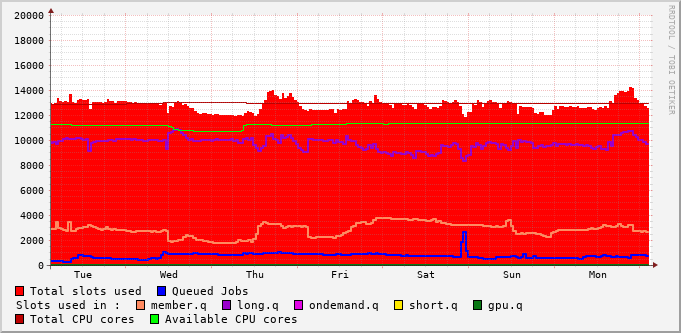 20000
18000
16000
14000
12000
10000
8000
6000
4000
2000
0
Tue Wed Thu Fri Sat Sun Mon
RRDTOOL / TOBI OETIKER
Total slots used Queued Jobs
Slots used in : member.q long.q ondemand.q short.q gpu.q
Total CPU cores Available CPU cores